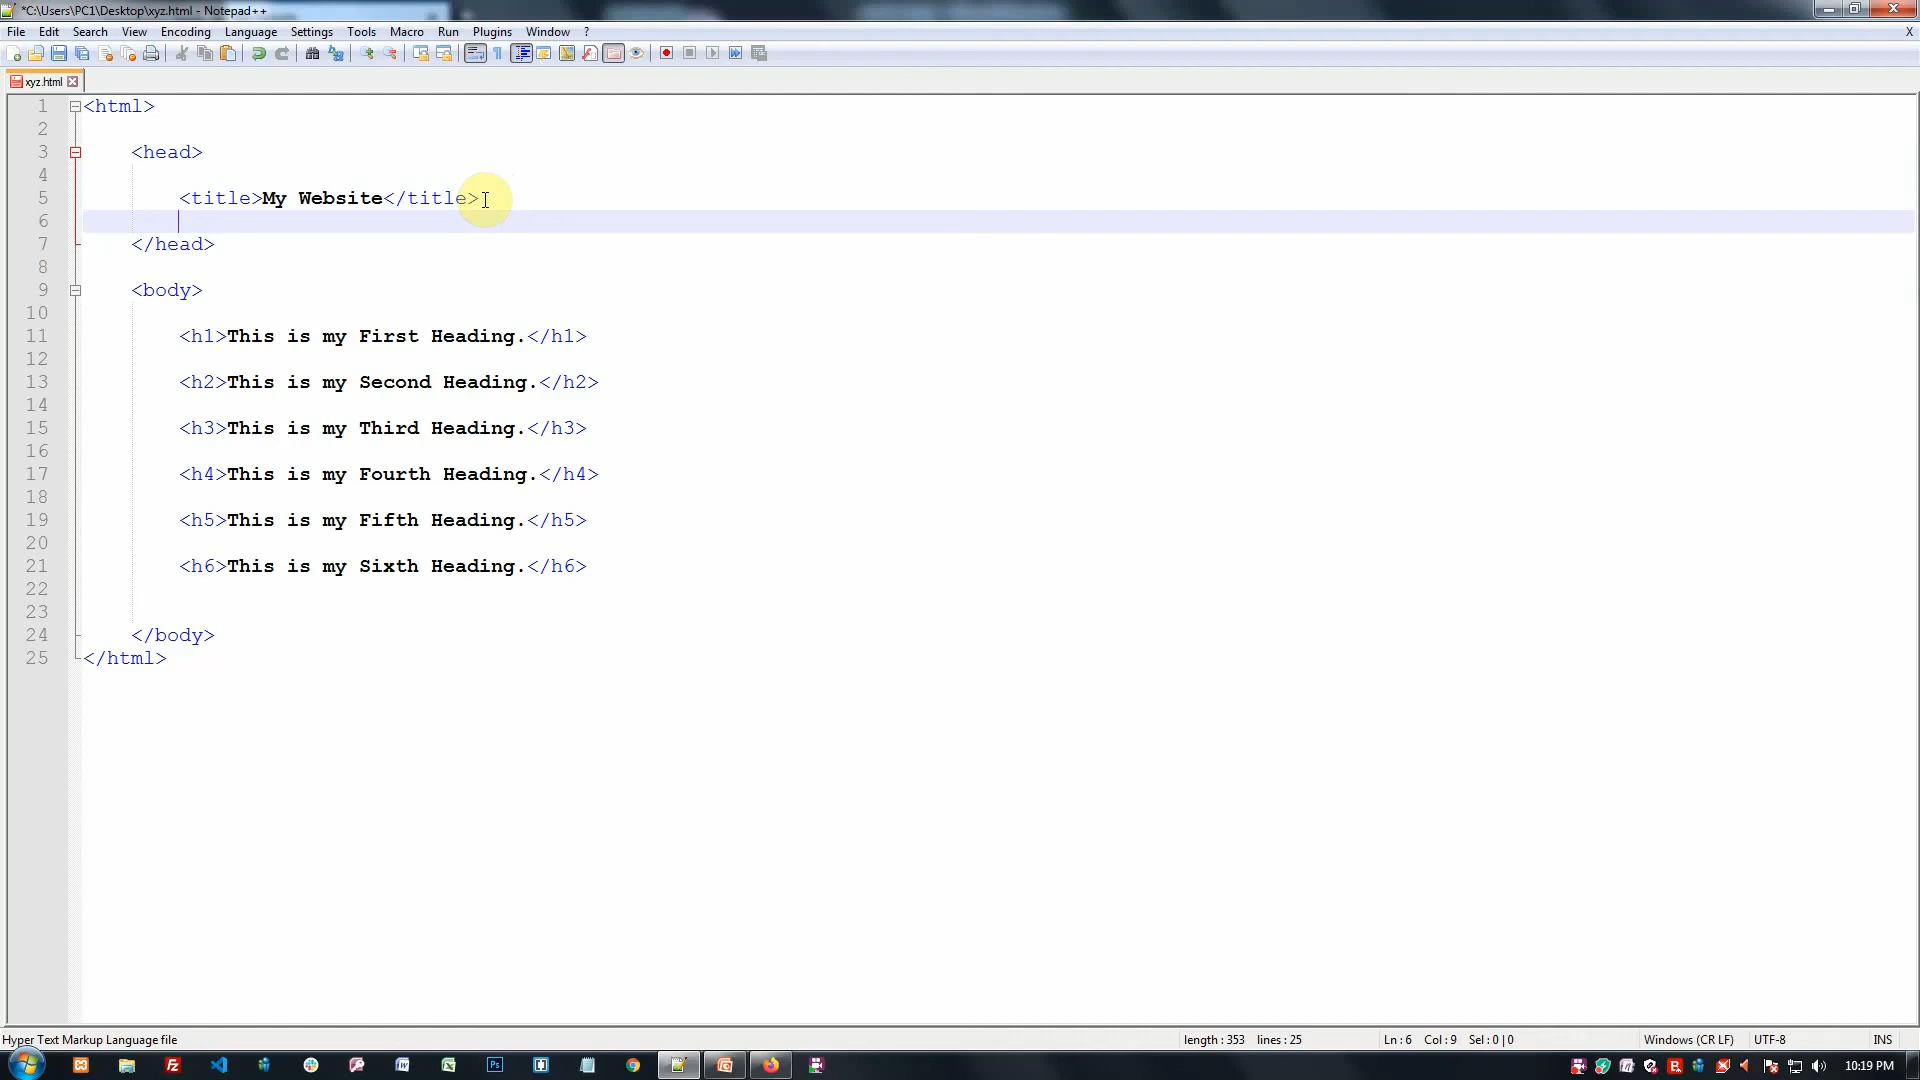 *C:\Users\PC1\Desktop\xyz.html - Notepad++
File Edit Search View Encoding Language Settings Tools Macro Run Plugins Window ? X
xyz.html
1 <html>
2
3 <head>
4
5 <title>My Website</title>
6
7 </head>
8
9 <body>
10
11 <h1>This is my First Heading.</h1>
12
13 <h2>This is my Second Heading.</h2>
14
15 <h3>This is my Third Heading.</h3>
16
17 <h4>This is my Fourth Heading.</h4>
18
19 <h5>This is my Fifth Heading.</h5>
20
21 <h6>This is my Sixth Heading.</h6>
22
23
24 </body>
25 </html>
Hyper Text Markup Language file length : 353 lines : 25 Ln : 6 Col : 9 Sel : 0 | 0 Windows (CR LF) UTF-8 INS
10:19 PM